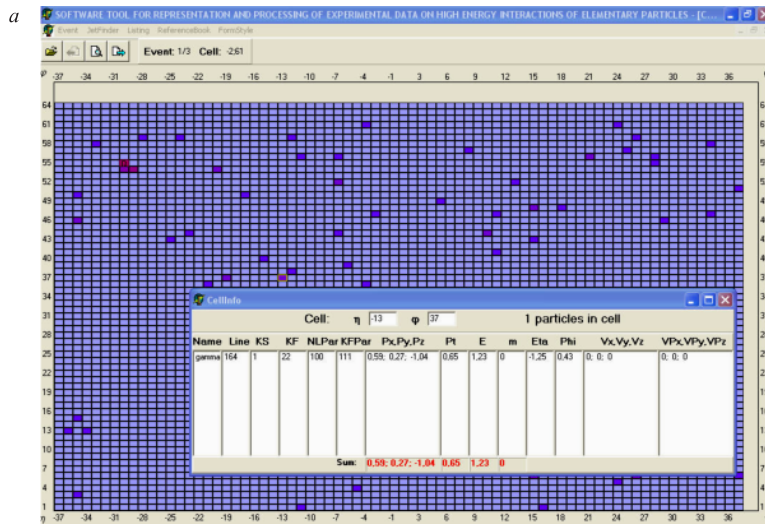 a
SOFTWARE TOOL FOR REPRESENTATION AND PROCESSING OF EXPERIMENTAL DATA ON HIGH ENERGY INTERACTIONS OF ELEMENTARY PARTICLES - [C...
Event JetFinder Listing ReferenceBook FormStyle
Event: 1/3 Cell: -2;61
φ -37 -34 -31 -28 -25 -22 -19 -16 -13 -10 -7 -4 -1 3 6 9 12 15 18 21 24 27 30 33 36
64
61
58
55
52
49
46
43
40
37
34
31
28
25
22
19
16
13
10
7
4
1
CellInfo
Cell: η -13 φ 37 1 particles in cell
Name Line KS KF NLPar KFPar Px,Py,Pz Pt E m Eta Phi Vx,Vy,Vz VPx,VPy,VPz
gamma 164 1 22 100 111 0,59; 0,27; -1,04 0,65 1,23 0 -1,25 0,43 0; 0; 0 0; 0; 0
Sum: 0,59; 0,27; -1,04 0,65 1,23 0
η -37 -34 -31 -28 -25 -22 -19 -16 -13 -10 -7 -4 -1 3 6 9 12 15 18 21 24 27 30 33 36